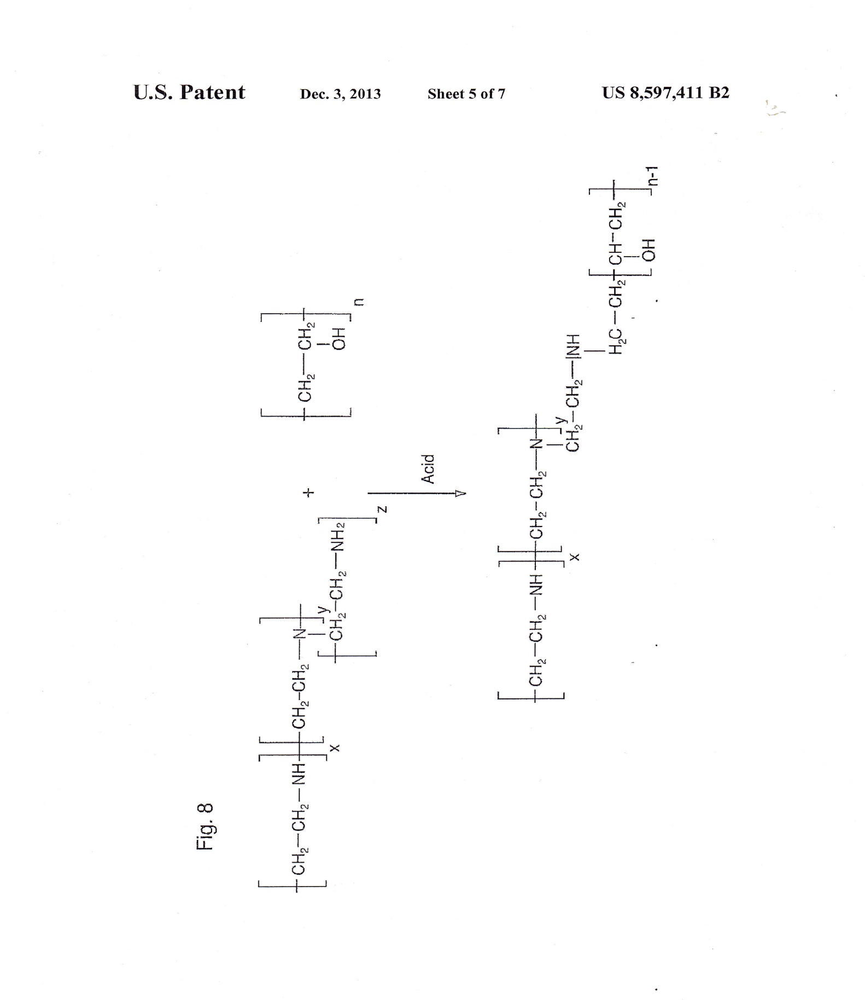 U.S. Patent Dec. 3, 2013 Sheet 5 of 7 US 8,597,411 B2
Fig. 8
CH2—CH2—NH x CH2—CH2—N y
CH2—CH2—NH2 z
+
CH2—CH2 n
OH
Acid
CH2—CH2—NH x CH2—CH2—N y
CH2—CH2—NH
H2C—CH2 CH—CH2 n-1
OH